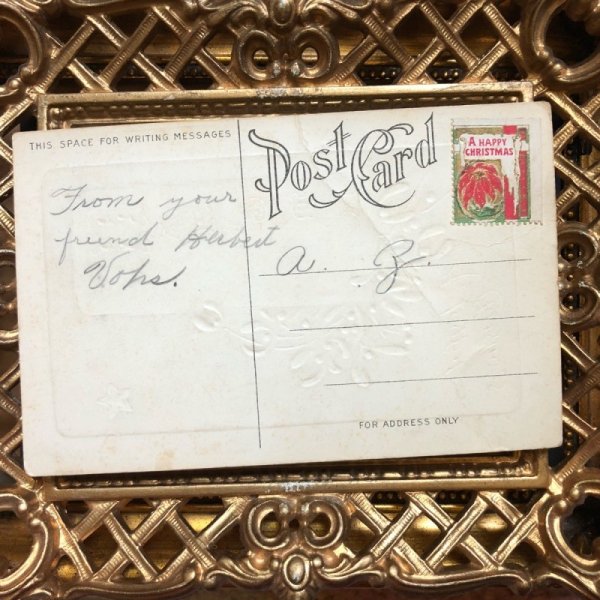 THIS SPACE FOR WRITING MESSAGES
Post Card
A HAPPY
CHRISTMAS
From your
friend Herbert
Vohs.
A. Z.
FOR ADDRESS ONLY